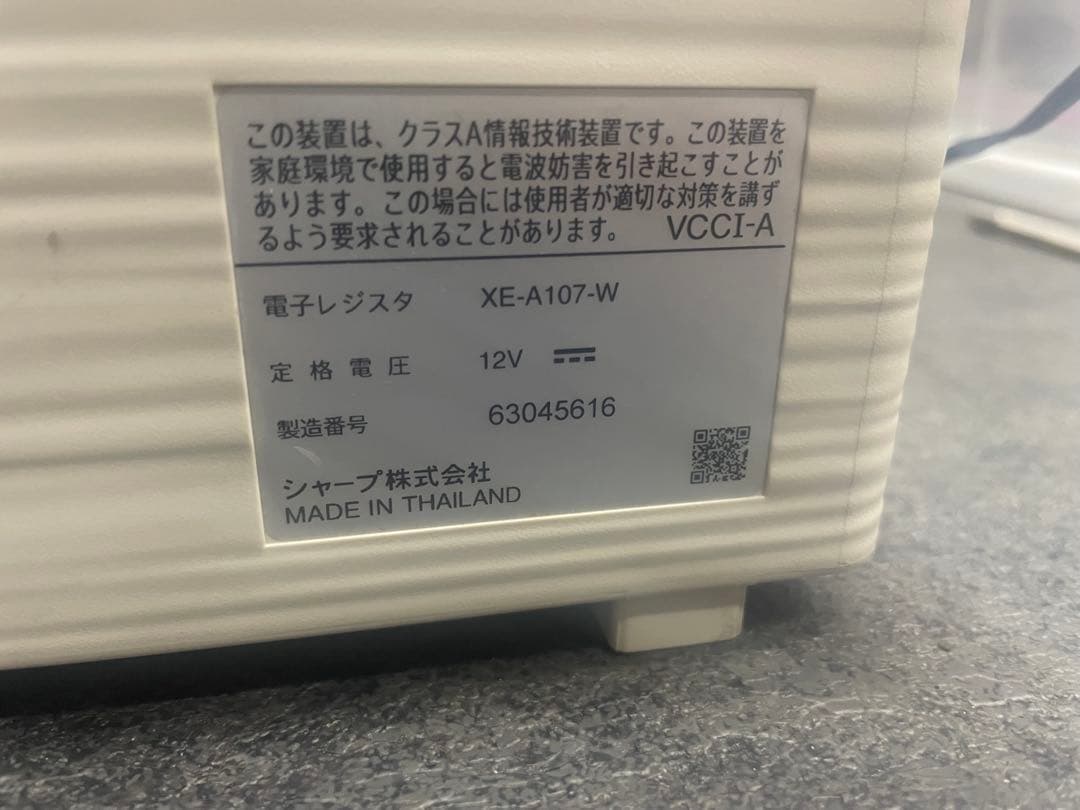 この装置は、クラスA情報技術装置です。この装置を
家庭環境で使用すると電波妨害を引き起こすことが
あります。この場合には使用者が適切な対策を講ず
るよう要求されることがあります。 VCCI-A
電子レジスタ XE-A107-W
定格電圧 12V
製造番号 63045616
シャープ株式会社
MADE IN THAILAND